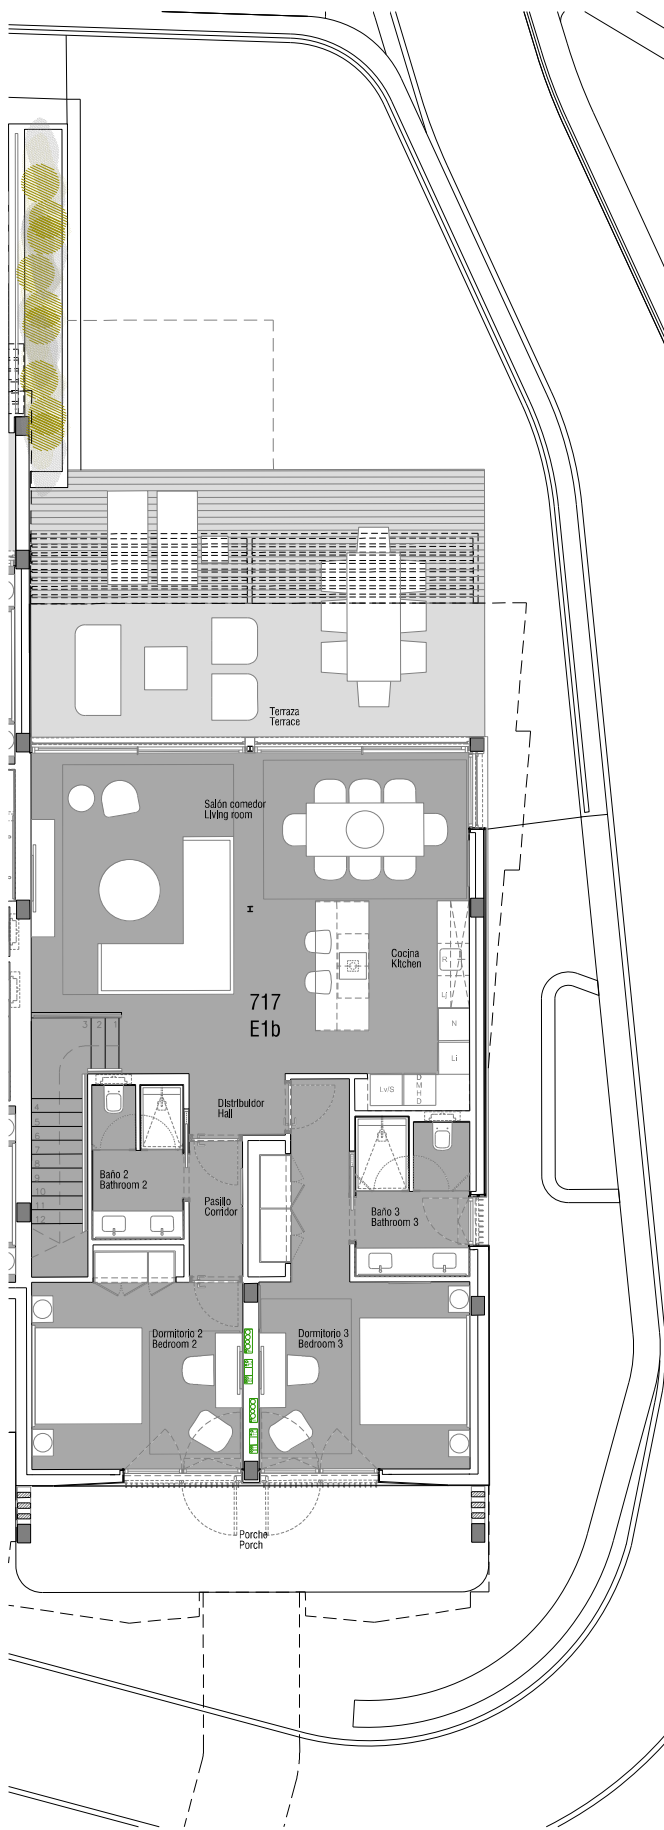 Terraza
Terrace
Salón comedor
Living room
Cocina
Kitchen
R
Lj
717
E1b
N
Li
3 2 1
Lv/S
D
M
H
D
Distribuidor
Hall
4
5
6
7
8
9
10
11
12
Baño 2
Bathroom 2
Pasillo
Corridor
Baño 3
Bathroom 3
Dormitorio 2
Bedroom 2
Dormitorio 3
Bedroom 3
Porche
Porch